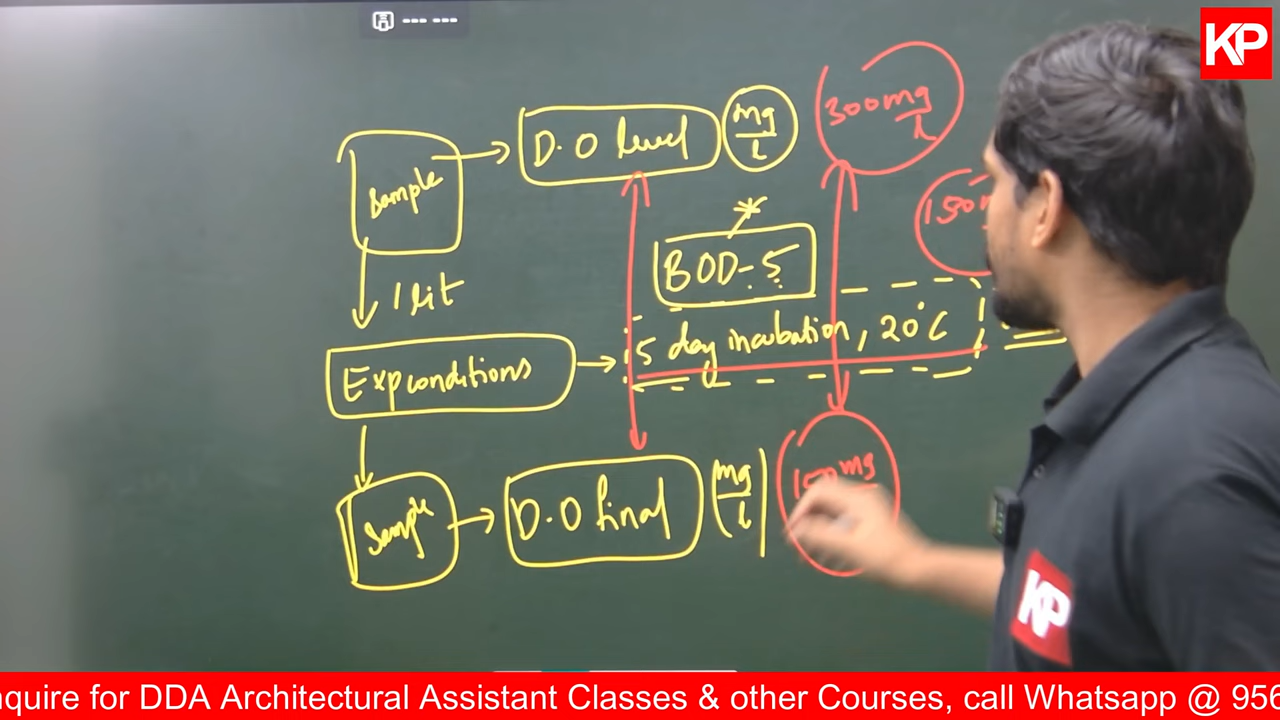 KP
D.O level
mg/l
300mg/l
Sample
BOD-5
1 lit
5 day incubation, 20°C
Exp conditions
Sample
D.O final
mg/l
mg
KP
nquire for DDA Architectural Assistant Classes & other Courses, call Whatsapp @ 956